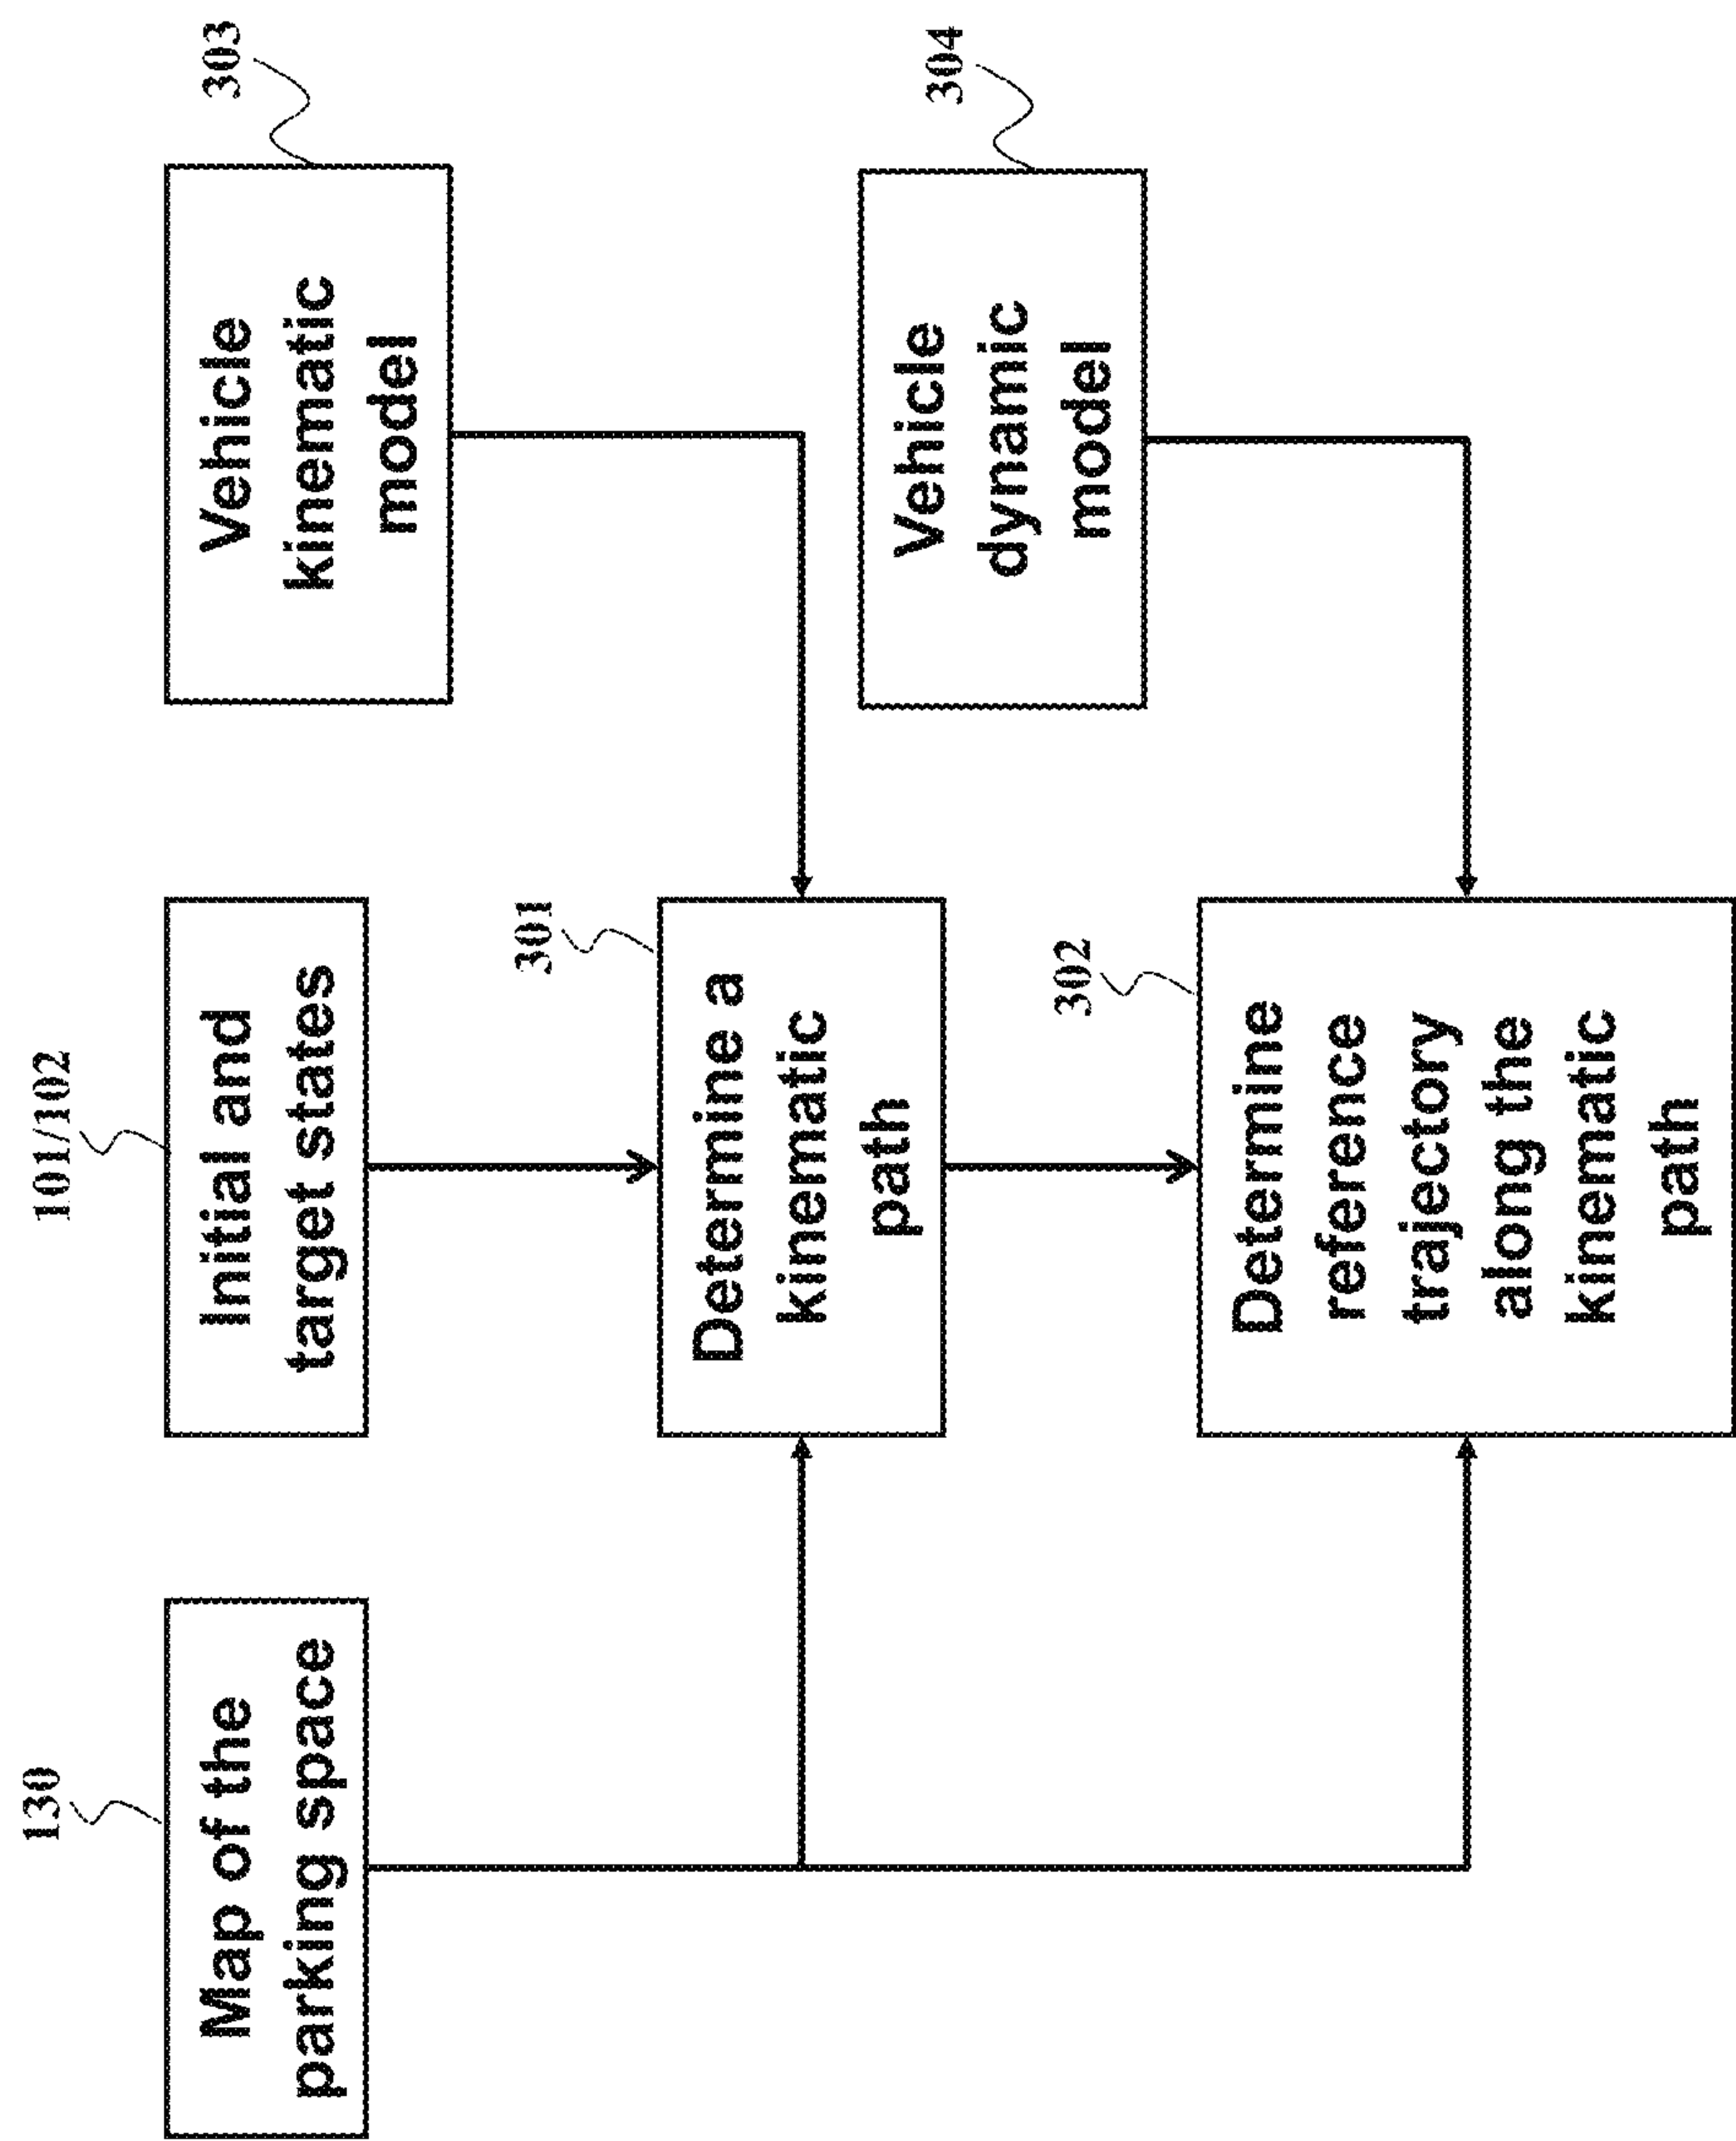 130
Map of the
parking space
101/102
Initial and
target states
303
Vehicle
kinematic
model
301
Determine a
kinematic
path
304
Vehicle
dynamic
model
302
Determine
reference
trajectory
along the
kinematic
path